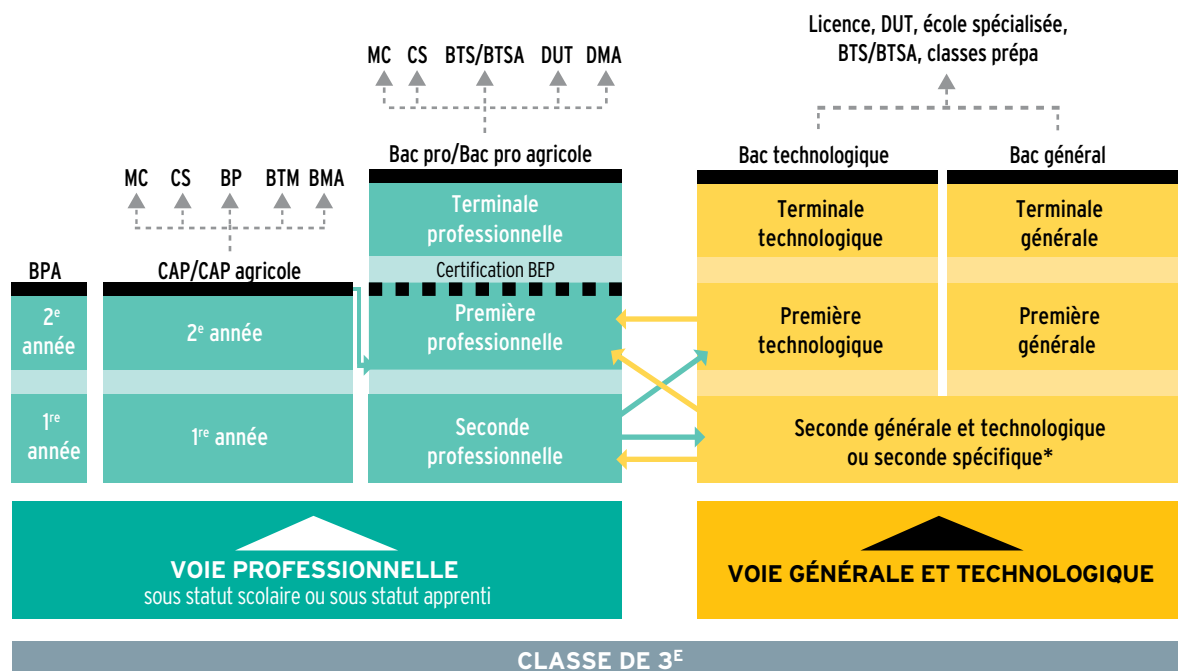 Licence, DUT, école spécialisée,
BTS/BTSA, classes prépa
MC CS BTS/BTSA DUT DMA
Bac pro/Bac pro agricole
Bac technologique
Bac général
MC CS BP BTM BMA
Terminale
professionnelle
Terminale
technologique
Terminale
générale
BPA
CAP/CAP agricole
Certification BEP
2e
année
2e année
Première
professionnelle
Première
technologique
Première
générale
1re
année
1re année
Seconde
professionnelle
Seconde générale et technologique
ou seconde spécifique*
VOIE PROFESSIONNELLE
sous statut scolaire ou sous statut apprenti
VOIE GÉNÉRALE ET TECHNOLOGIQUE
CLASSE DE 3E